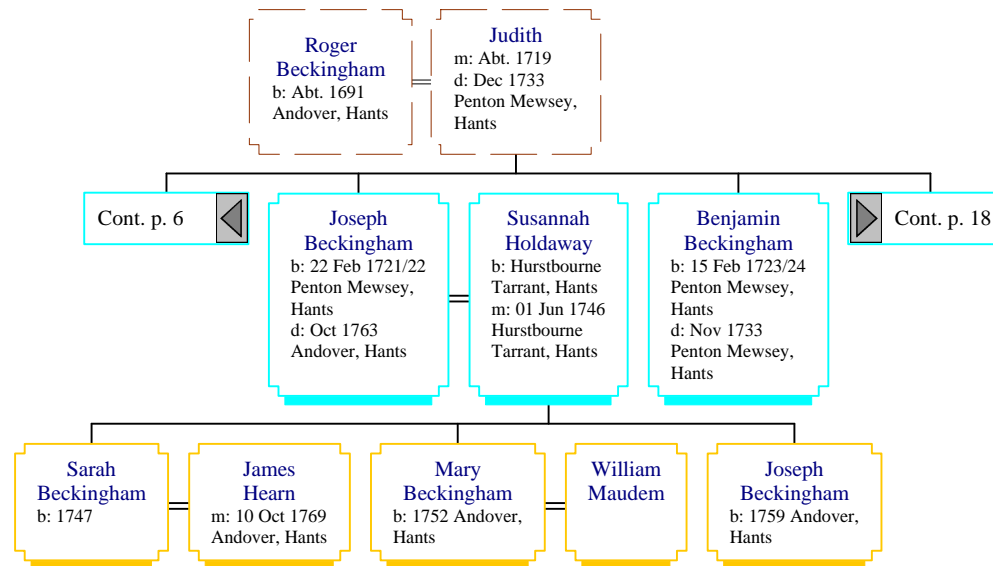 Roger
Beckingham
b: Abt. 1691
Andover, Hants
Judith
m: Abt. 1719
d: Dec 1733
Penton Mewsey,
Hants
Cont. p. 6
Joseph
Beckingham
b: 22 Feb 1721/22
Penton Mewsey,
Hants
d: Oct 1763
Andover, Hants
Susannah
Holdaway
b: Hurstbourne
Tarrant, Hants
m: 01 Jun 1746
Hurstbourne
Tarrant, Hants
Benjamin
Beckingham
b: 15 Feb 1723/24
Penton Mewsey,
Hants
d: Nov 1733
Penton Mewsey,
Hants
Cont. p. 18
Sarah
Beckingham
b: 1747
James
Hearn
m: 10 Oct 1769
Andover, Hants
Mary
Beckingham
b: 1752 Andover,
Hants
William
Maudem
Joseph
Beckingham
b: 1759 Andover,
Hants